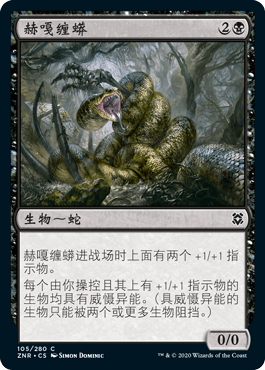 赫嘎缠蟒 2
生物～蛇
赫嘎缠蟒进战场时上面有两个 +1/+1 指
示物。
每个由你操控且其上有 +1/+1 指示物的
生物均具有威慑异能。（具威慑异能的
生物只能被两个或更多生物阻挡。）
0/0
105/280 C
ZNR • CS SIMON DOMINIC
™ & © 2020 Wizards of the Coast